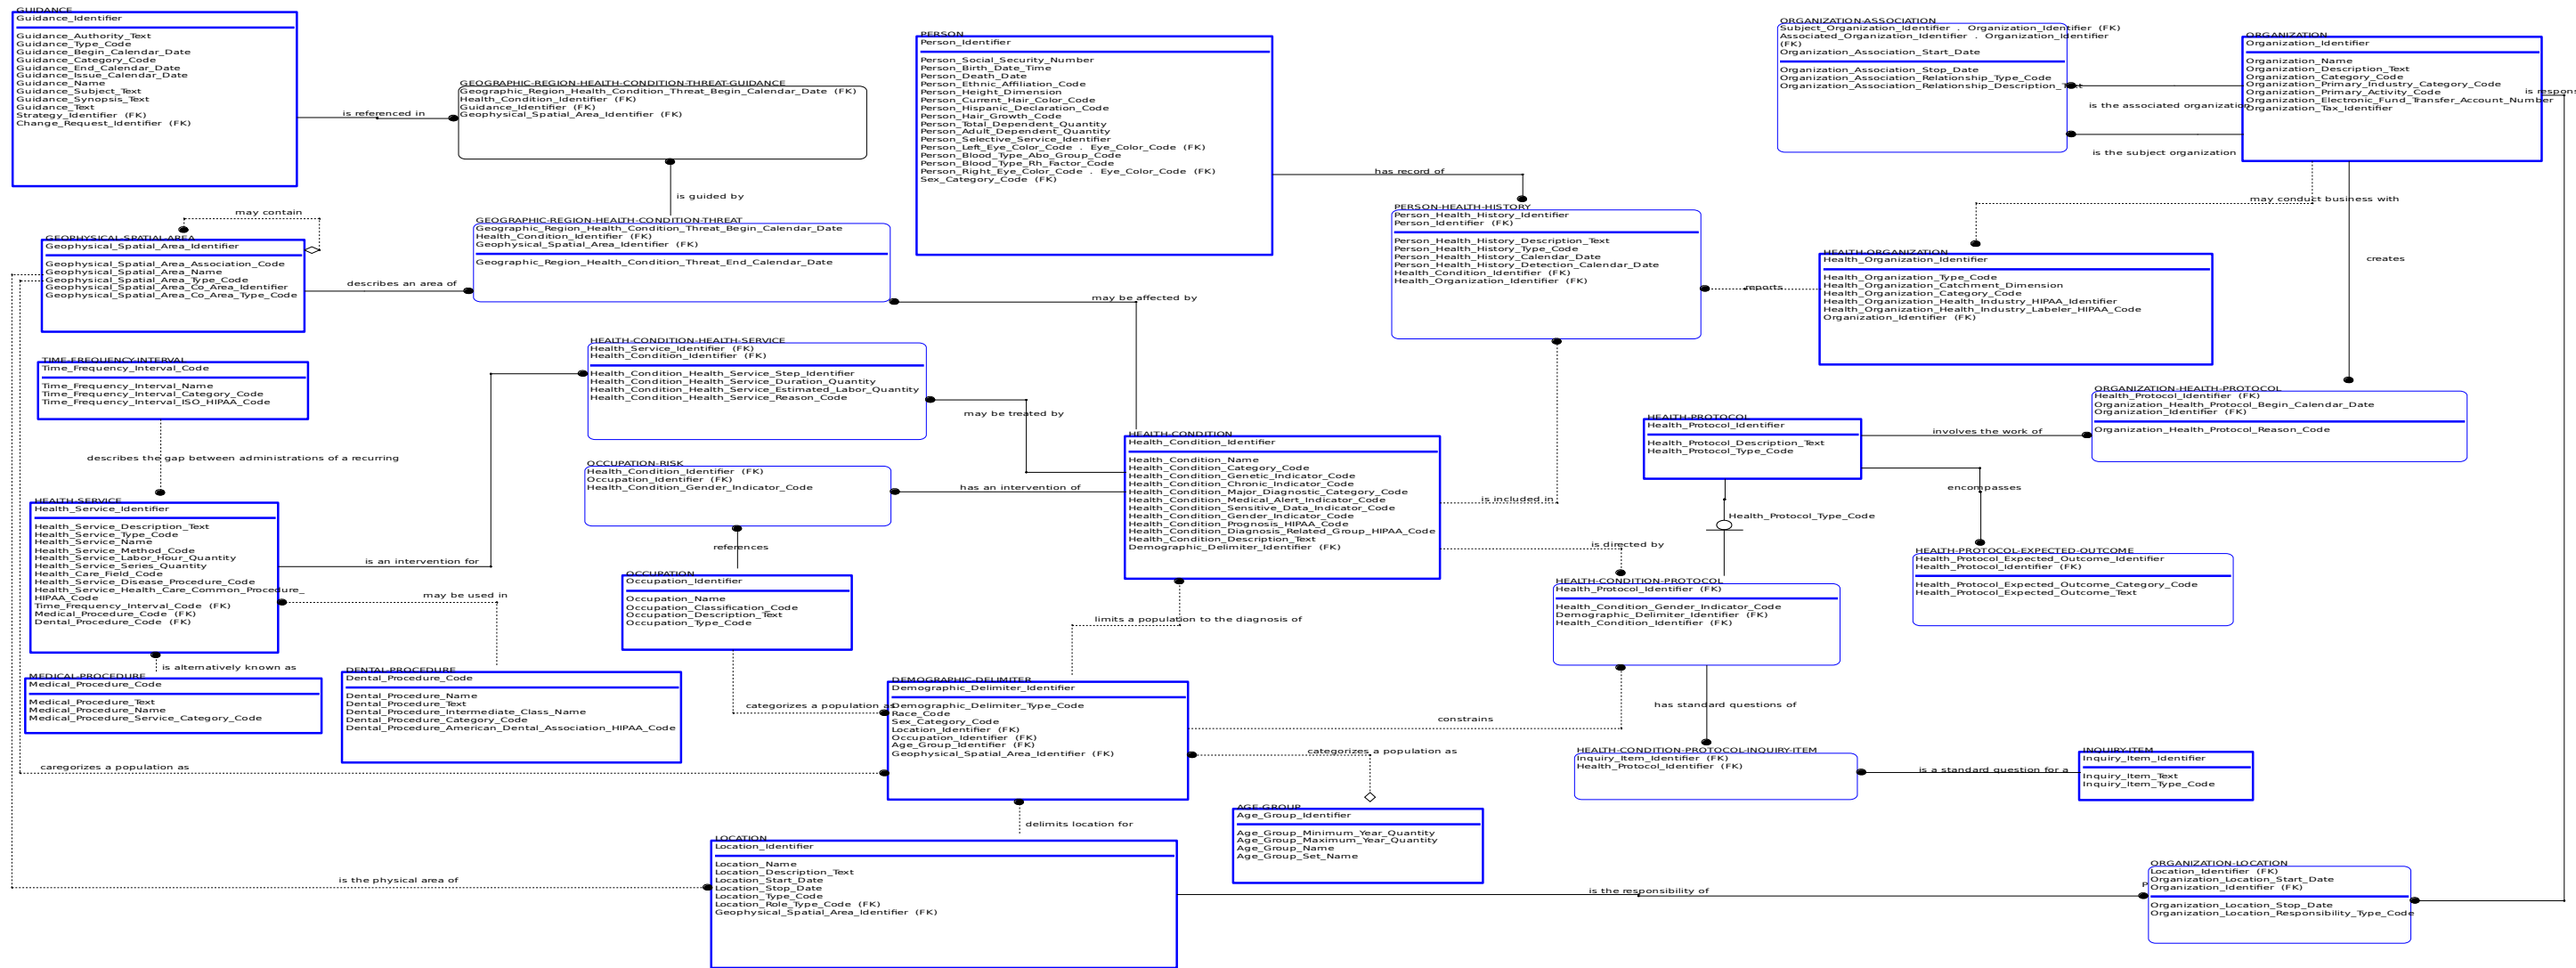 GUIDANCE
Guidance_Identifier
Guidance_Authority_Text
Guidance_Type_Code
Guidance_Begin_Calendar_Date
Guidance_Category_Code
Guidance_End_Calendar_Date
Guidance_Issue_Calendar_Date
Guidance_Name
Guidance_Subject_Text
Guidance_Synopsis_Text
Guidance_Text
Strategy_Identifier (FK)
Change_Request_Identifier (FK)
is referenced in
GEOGRAPHIC-REGION-HEALTH-CONDITION-THREAT-GUIDANCE
Geographic_Region_Health_Condition_Threat_Begin_Calendar_Date (FK)
Health_Condition_Identifier (FK)
Guidance_Identifier (FK)
Geophysical_Spatial_Area_Identifier (FK)
is guided by
PERSON
Person_Identifier
Person_Social_Security_Number
Person_Birth_Date_Time
Person_Death_Date
Person_Ethnic_Affiliation_Code
Person_Height_Dimension
Person_Current_Hair_Color_Code
Person_Hispanic_Declaration_Code
Person_Hair_Growth_Code
Person_Total_Dependent_Quantity
Person_Adult_Dependent_Quantity
Person_Selective_Service_Identifier
Person_Left_Eye_Color_Code . Eye_Color_Code (FK)
Person_Blood_Type_Abo_Group_Code
Person_Blood_Type_Rh_Factor_Code
Person_Right_Eye_Color_Code . Eye_Color_Code (FK)
Sex_Category_Code (FK)
has record of
ORGANIZATION-ASSOCIATION
Subject_Organization_Identifier . Organization_Identifier (FK)
Associated_Organization_Identifier . Organization_Identifier
(FK)
Organization_Association_Start_Date
Organization_Association_Stop_Date
Organization_Association_Relationship_Type_Code
Organization_Association_Relationship_Description_Text
is the associated organization
is the subject organization
ORGANIZATION
Organization_Identifier
Organization_Name
Organization_Description_Text
Organization_Category_Code
Organization_Primary_Industry_Category_Code
Organization_Primary_Activity_Code
Organization_Electronic_Fund_Transfer_Account_Number
Organization_Tax_Identifier
is respons
may conduct business with
creates
may contain
GEOPHYSICAL-SPATIAL-AREA
Geophysical_Spatial_Area_Identifier
Geophysical_Spatial_Area_Association_Code
Geophysical_Spatial_Area_Name
Geophysical_Spatial_Area_Type_Code
Geophysical_Spatial_Area_Co_Area_Identifier
Geophysical_Spatial_Area_Co_Area_Type_Code
describes an area of
GEOGRAPHIC-REGION-HEALTH-CONDITION-THREAT
Geographic_Region_Health_Condition_Threat_Begin_Calendar_Date
Health_Condition_Identifier (FK)
Geophysical_Spatial_Area_Identifier (FK)
Geographic_Region_Health_Condition_Threat_End_Calendar_Date
may be affected by
PERSON-HEALTH-HISTORY
Person_Health_History_Identifier
Person_Identifier (FK)
Person_Health_History_Description_Text
Person_Health_History_Type_Code
Person_Health_History_Calendar_Date
Person_Health_History_Detection_Calendar_Date
Health_Condition_Identifier (FK)
Health_Organization_Identifier (FK)
reports
HEALTH-ORGANIZATION
Health_Organization_Identifier
Health_Organization_Type_Code
Health_Organization_Catchment_Dimension
Health_Organization_Category_Code
Health_Organization_Health_Industry_HIPAA_Identifier
Health_Organization_Health_Industry_Labeler_HIPAA_Code
Organization_Identifier (FK)
TIME-FREQUENCY-INTERVAL
Time_Frequency_Interval_Code
Time_Frequency_Interval_Name
Time_Frequency_Interval_Category_Code
Time_Frequency_Interval_ISO_HIPAA_Code
describes the gap between administrations of a recurring
HEALTH-CONDITION-HEALTH-SERVICE
Health_Service_Identifier (FK)
Health_Condition_Identifier (FK)
Health_Condition_Health_Service_Step_Identifier
Health_Condition_Health_Service_Duration_Quantity
Health_Condition_Health_Service_Estimated_Labor_Quantity
Health_Condition_Health_Service_Reason_Code
may be treated by
OCCUPATION-RISK
Health_Condition_Identifier (FK)
Occupation_Identifier (FK)
Health_Condition_Gender_Indicator_Code
has an intervention of
references
HEALTH-CONDITION
Health_Condition_Identifier
Health_Condition_Name
Health_Condition_Category_Code
Health_Condition_Genetic_Indicator_Code
Health_Condition_Chronic_Indicator_Code
Health_Condition_Major_Diagnostic_Category_Code
Health_Condition_Medical_Alert_Indicator_Code
Health_Condition_Sensitive_Data_Indicator_Code
Health_Condition_Gender_Indicator_Code
Health_Condition_Prognosis_HIPAA_Code
Health_Condition_Diagnosis_Related_Group_HIPAA_Code
Health_Condition_Description_Text
Demographic_Delimiter_Identifier (FK)
is included in
is directed by
HEALTH-PROTOCOL
Health_Protocol_Identifier
Health_Protocol_Description_Text
Health_Protocol_Type_Code
involves the work of
encompasses
Health_Protocol_Type_Code
ORGANIZATION-HEALTH-PROTOCOL
Health_Protocol_Identifier (FK)
Organization_Health_Protocol_Begin_Calendar_Date
Organization_Identifier (FK)
Organization_Health_Protocol_Reason_Code
HEALTH-PROTOCOL-EXPECTED-OUTCOME
Health_Protocol_Expected_Outcome_Identifier
Health_Protocol_Identifier (FK)
Health_Protocol_Expected_Outcome_Category_Code
Health_Protocol_Expected_Outcome_Text
HEALTH-SERVICE
Health_Service_Identifier
Health_Service_Description_Text
Health_Service_Type_Code
Health_Service_Name
Health_Service_Method_Code
Health_Service_Labor_Hour_Quantity
Health_Service_Series_Quantity
Health_Care_Field_Code
Health_Service_Disease_Procedure_Code
Health_Service_Health_Care_Common_Procedure_
HIPAA_Code
Time_Frequency_Interval_Code (FK)
Medical_Procedure_Code (FK)
Dental_Procedure_Code (FK)
is an intervention for
may be used in
is alternatively known as
OCCUPATION
Occupation_Identifier
Occupation_Name
Occupation_Classification_Code
Occupation_Description_Text
Occupation_Type_Code
limits a population to the diagnosis of
HEALTH-CONDITION-PROTOCOL
Health_Protocol_Identifier (FK)
Health_Condition_Gender_Indicator_Code
Demographic_Delimiter_Identifier (FK)
Health_Condition_Identifier (FK)
has standard questions of
MEDICAL-PROCEDURE
Medical_Procedure_Code
Medical_Procedure_Text
Medical_Procedure_Name
Medical_Procedure_Service_Category_Code
DENTAL-PROCEDURE
Dental_Procedure_Code
Dental_Procedure_Name
Dental_Procedure_Text
Dental_Procedure_Intermediate_Class_Name
Dental_Procedure_Category_Code
Dental_Procedure_American_Dental_Association_HIPAA_Code
categorizes a population as
DEMOGRAPHIC-DELIMITER
Demographic_Delimiter_Identifier
Demographic_Delimiter_Type_Code
Race_Code
Sex_Category_Code
Location_Identifier (FK)
Occupation_Identifier (FK)
Age_Group_Identifier (FK)
Geophysical_Spatial_Area_Identifier (FK)
constrains
categorizes a population as
caregorizes a population as
HEALTH-CONDITION-PROTOCOL-INQUIRY-ITEM
Inquiry_Item_Identifier (FK)
Health_Protocol_Identifier (FK)
is a standard question for a
INQUIRY-ITEM
Inquiry_Item_Identifier
Inquiry_Item_Text
Inquiry_Item_Type_Code
delimits location for
AGE-GROUP
Age_Group_Identifier
Age_Group_Minimum_Year_Quantity
Age_Group_Maximum_Year_Quantity
Age_Group_Name
Age_Group_Set_Name
is the physical area of
LOCATION
Location_Identifier
Location_Name
Location_Description_Text
Location_Start_Date
Location_Stop_Date
Location_Type_Code
Location_Role_Type_Code (FK)
Geophysical_Spatial_Area_Identifier (FK)
is the responsibility of
P
ORGANIZATION-LOCATION
Location_Identifier (FK)
Organization_Location_Start_Date
Organization_Identifier (FK)
Organization_Location_Stop_Date
Organization_Location_Responsibility_Type_Code